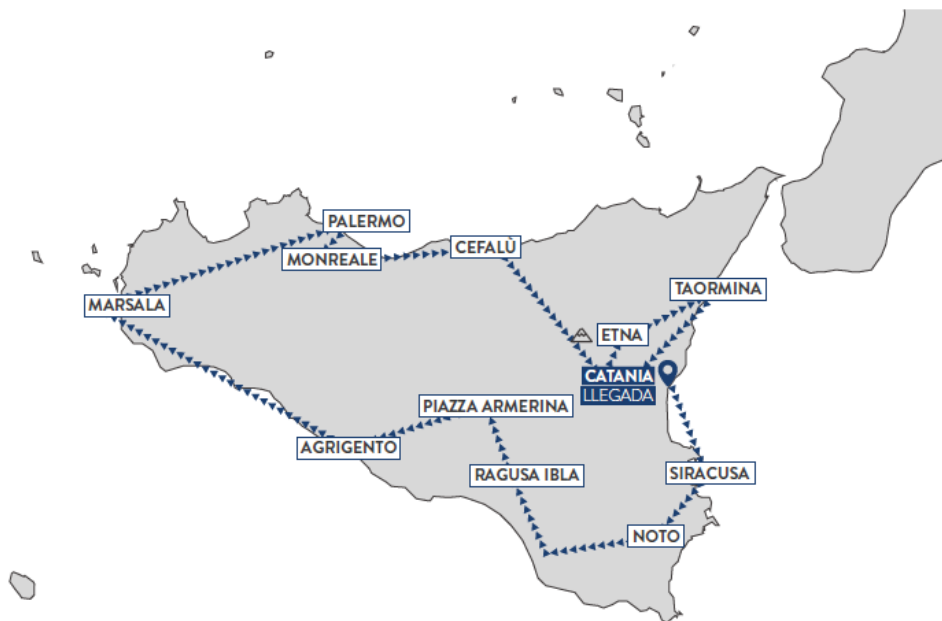 PALERMO
CEFALÙ
MONREALE
TAORMINA
MARSALA
ETNA
CATANIA
LLEGADA
PIAZZA ARMERINA
AGRIGENTO
RAGUSA IBLA
SIRACUSA
NOTO